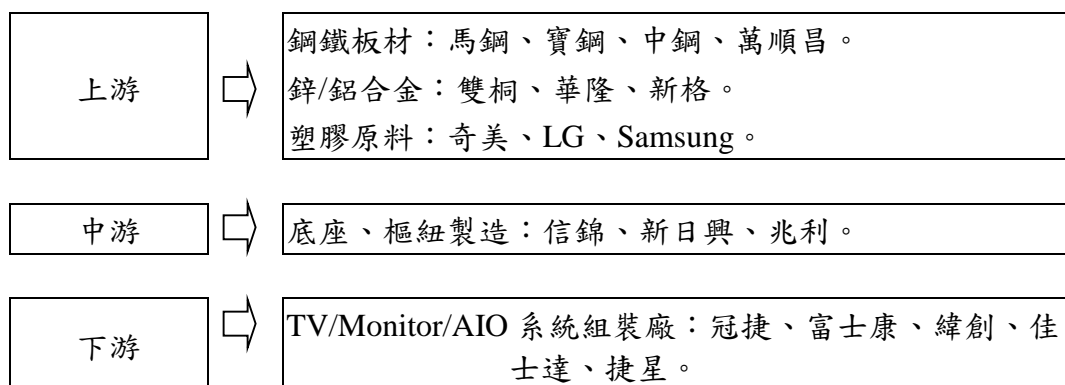 上游
鋼鐵板材：馬鋼、寶鋼、中鋼、萬順昌。
鋅/鋁合金：雙桐、華隆、新格。
塑膠原料：奇美、LG、Samsung。
中游
底座、樞紐製造：信錦、新日興、兆利。
下游
TV/Monitor/AIO 系統組裝廠：冠捷、富士康、緯創、佳
士達、捷星。